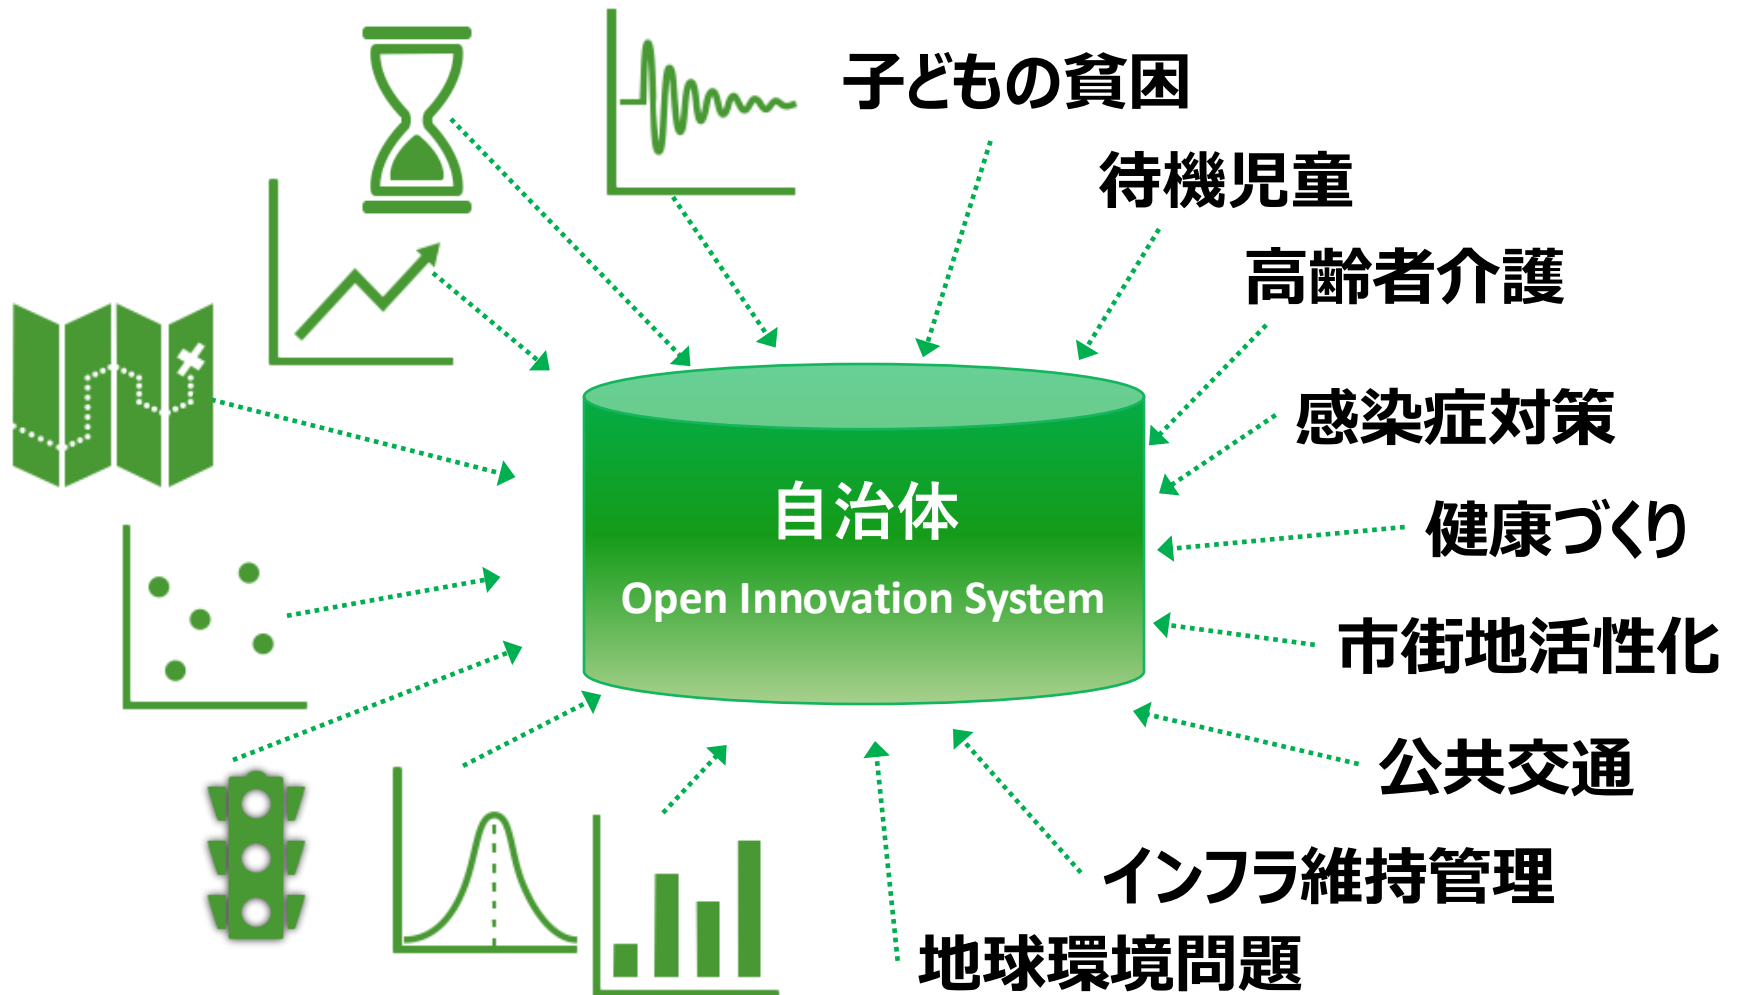 子どもの貧困
待機児童
高齢者介護
感染症対策
自治体
健康づくり
Open Innovation System
市街地活性化
公共交通
インフラ維持管理
地球環境問題